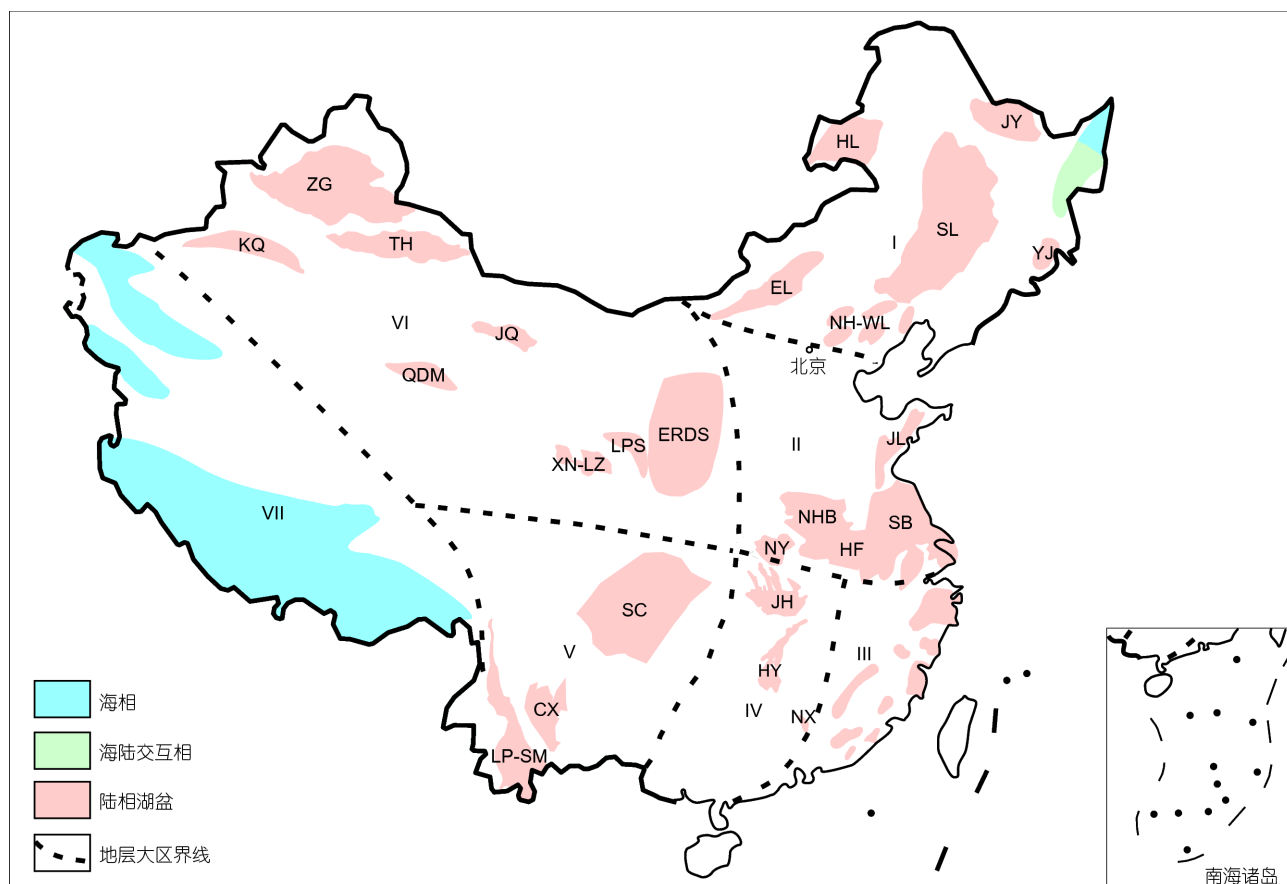 JY
HL
ZG
SL
I
KQ
TH
YJ
EL
NH-WL
VI
JQ
北京
QDM
ERDS
LPS
XN-LZ
II
JL
VII
NHB
SB
NY
HF
SC
JH
V
III
HY
IV
NX
CX
LP-SM
海相
海陆交互相
陆相湖盆
地层大区界线
南海诸岛